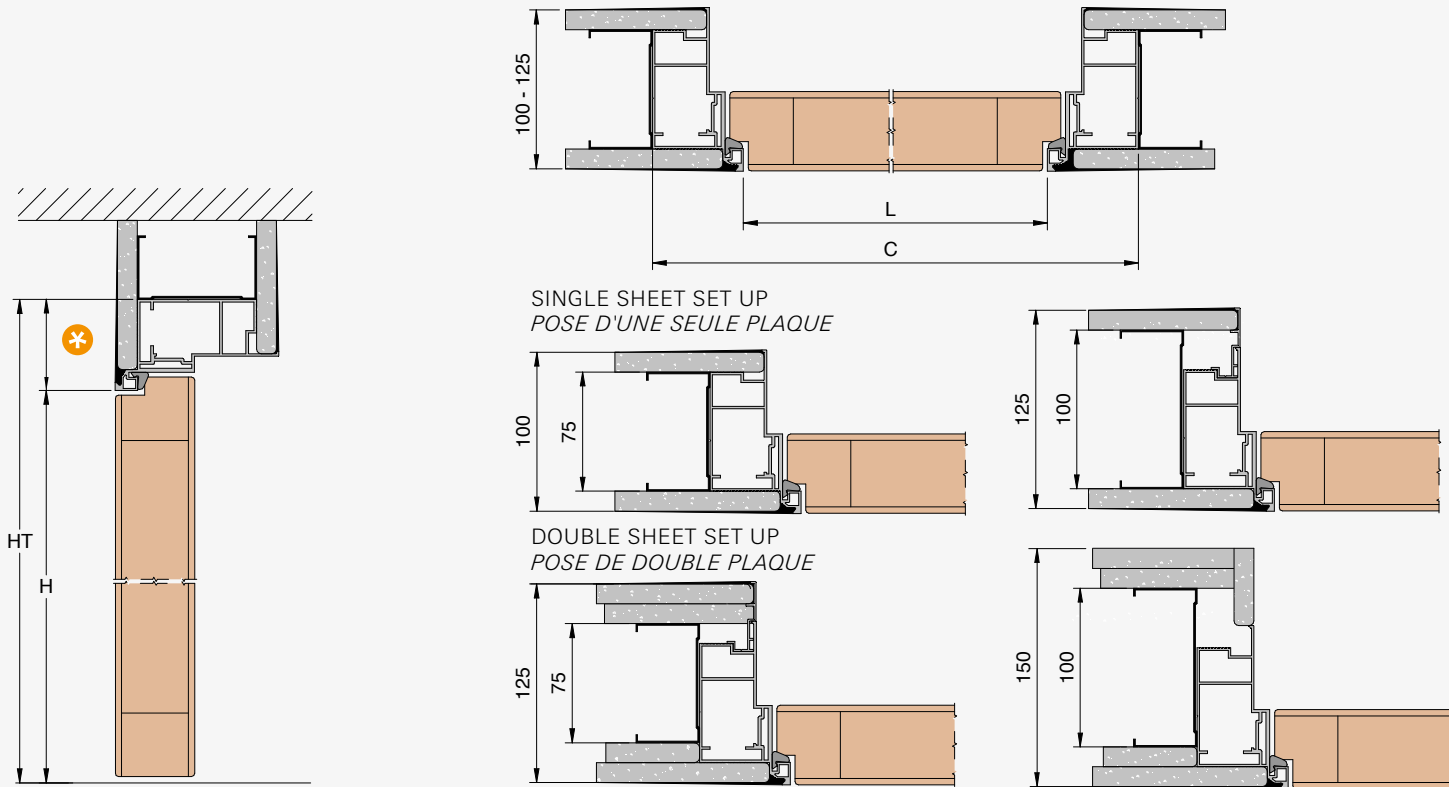 100 - 125
L
C
HT
H
SINGLE SHEET SET UP
POSE D'UNE SEULE PLAQUE
100
75
125
100
DOUBLE SHEET SET UP
POSE DE DOUBLE PLAQUE
125
75
150
100